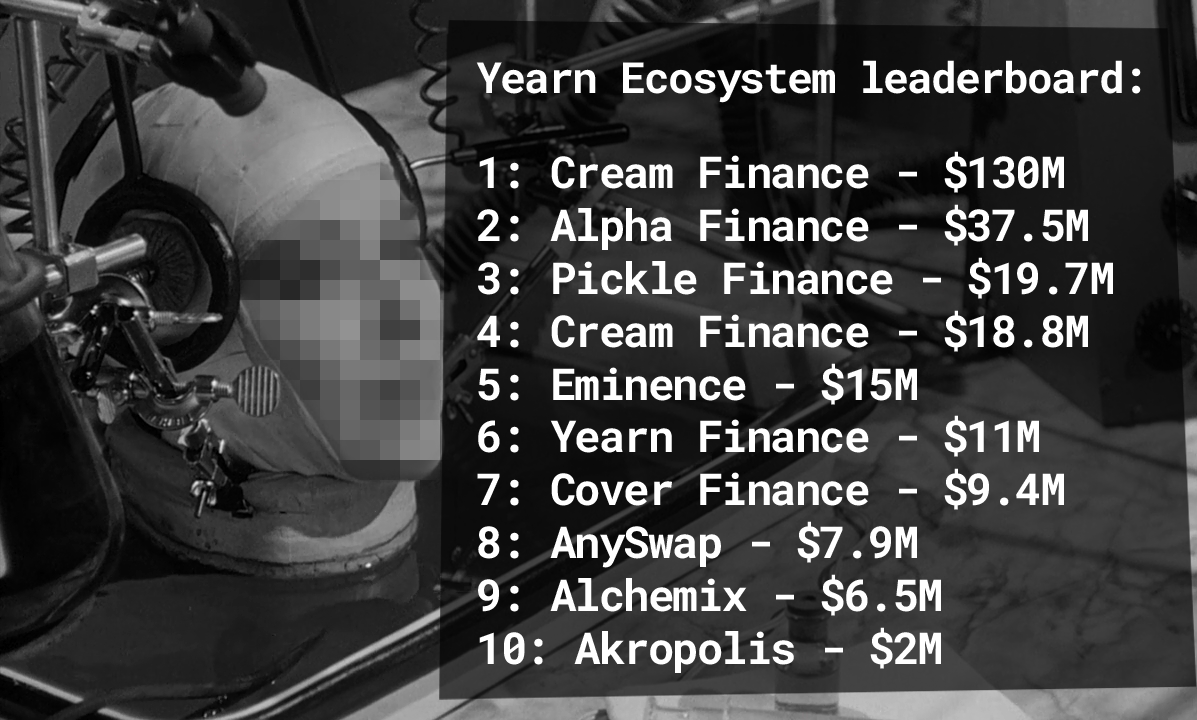 Yearn Ecosystem leaderboard:
1: Cream Finance - $130M
2: Alpha Finance - $37.5M
3: Pickle Finance - $19.7M
4: Cream Finance - $18.8M
5: Eminence - $15M
6: Yearn Finance - $11M
7: Cover Finance - $9.4M
8: AnySwap - $7.9M
9: Alchemix - $6.5M
10: Akropolis - $2M